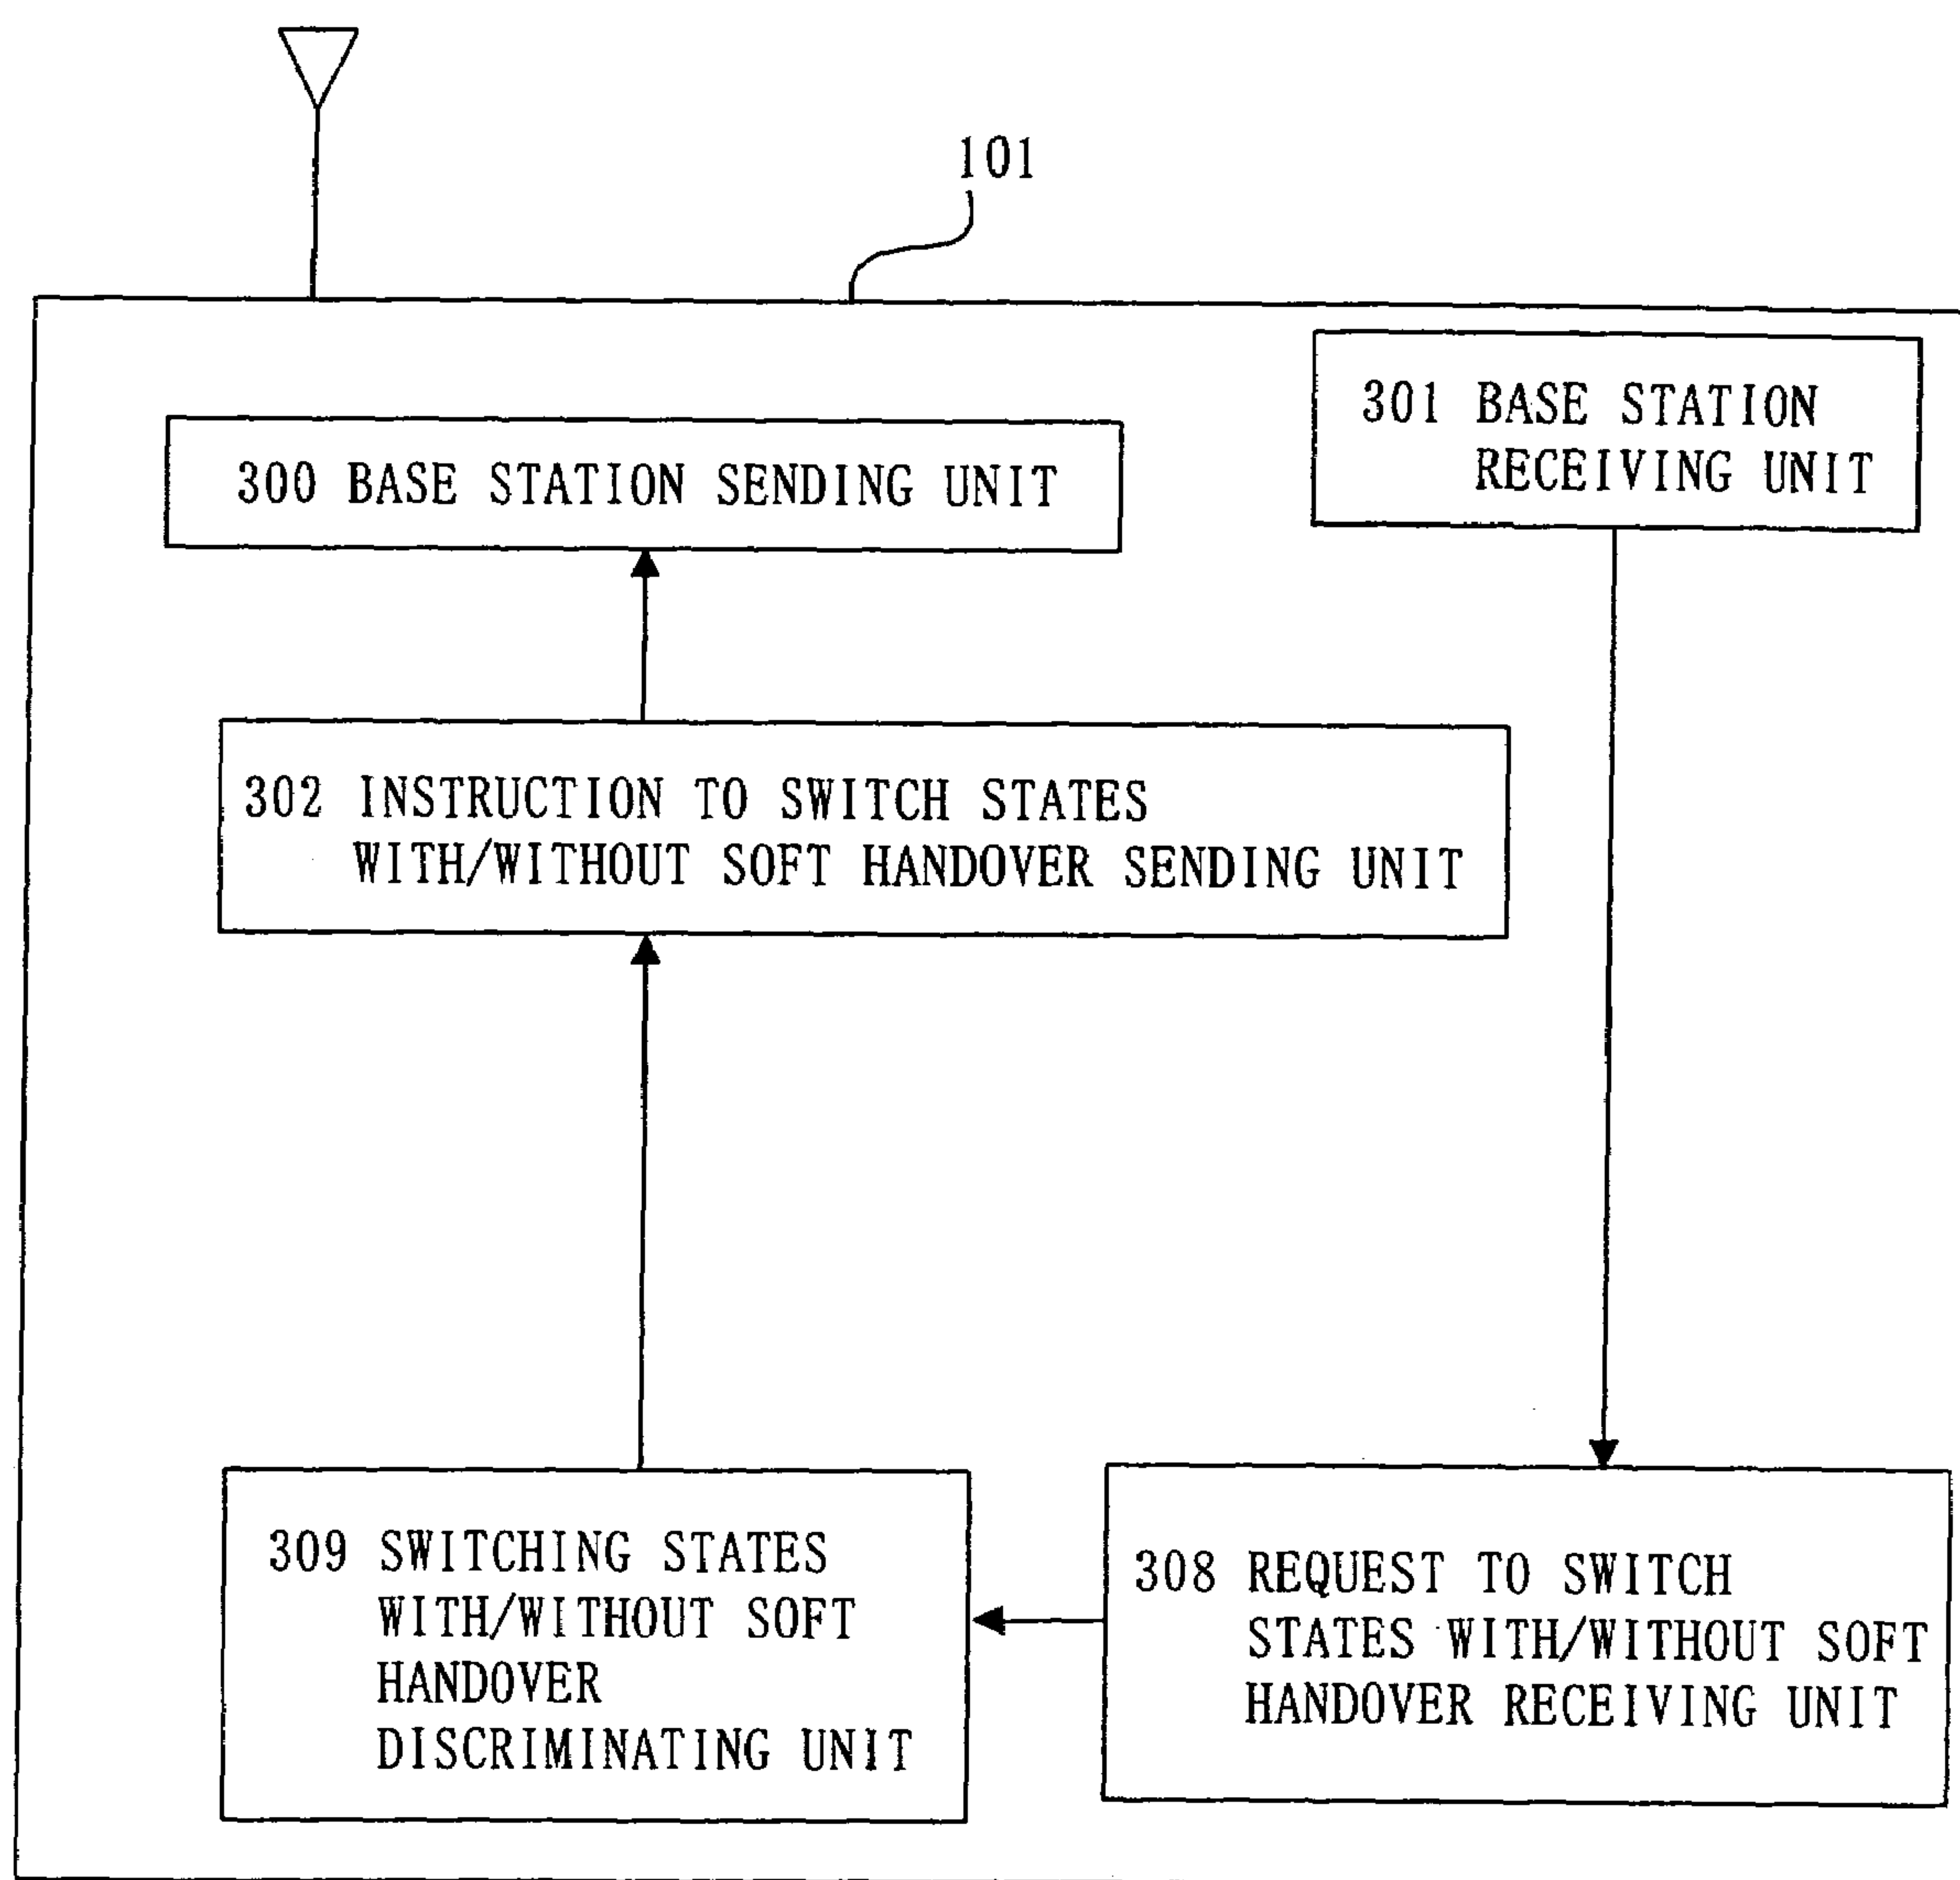 101
301 BASE STATION
RECEIVING UNIT
300 BASE STATION SENDING UNIT
302 INSTRUCTION TO SWITCH STATES
WITH/WITHOUT SOFT HANDOVER SENDING UNIT
309 SWITCHING STATES
WITH/WITHOUT SOFT
HANDOVER
DISCRIMINATING UNIT
308 REQUEST TO SWITCH
STATES WITH/WITHOUT SOFT
HANDOVER RECEIVING UNIT